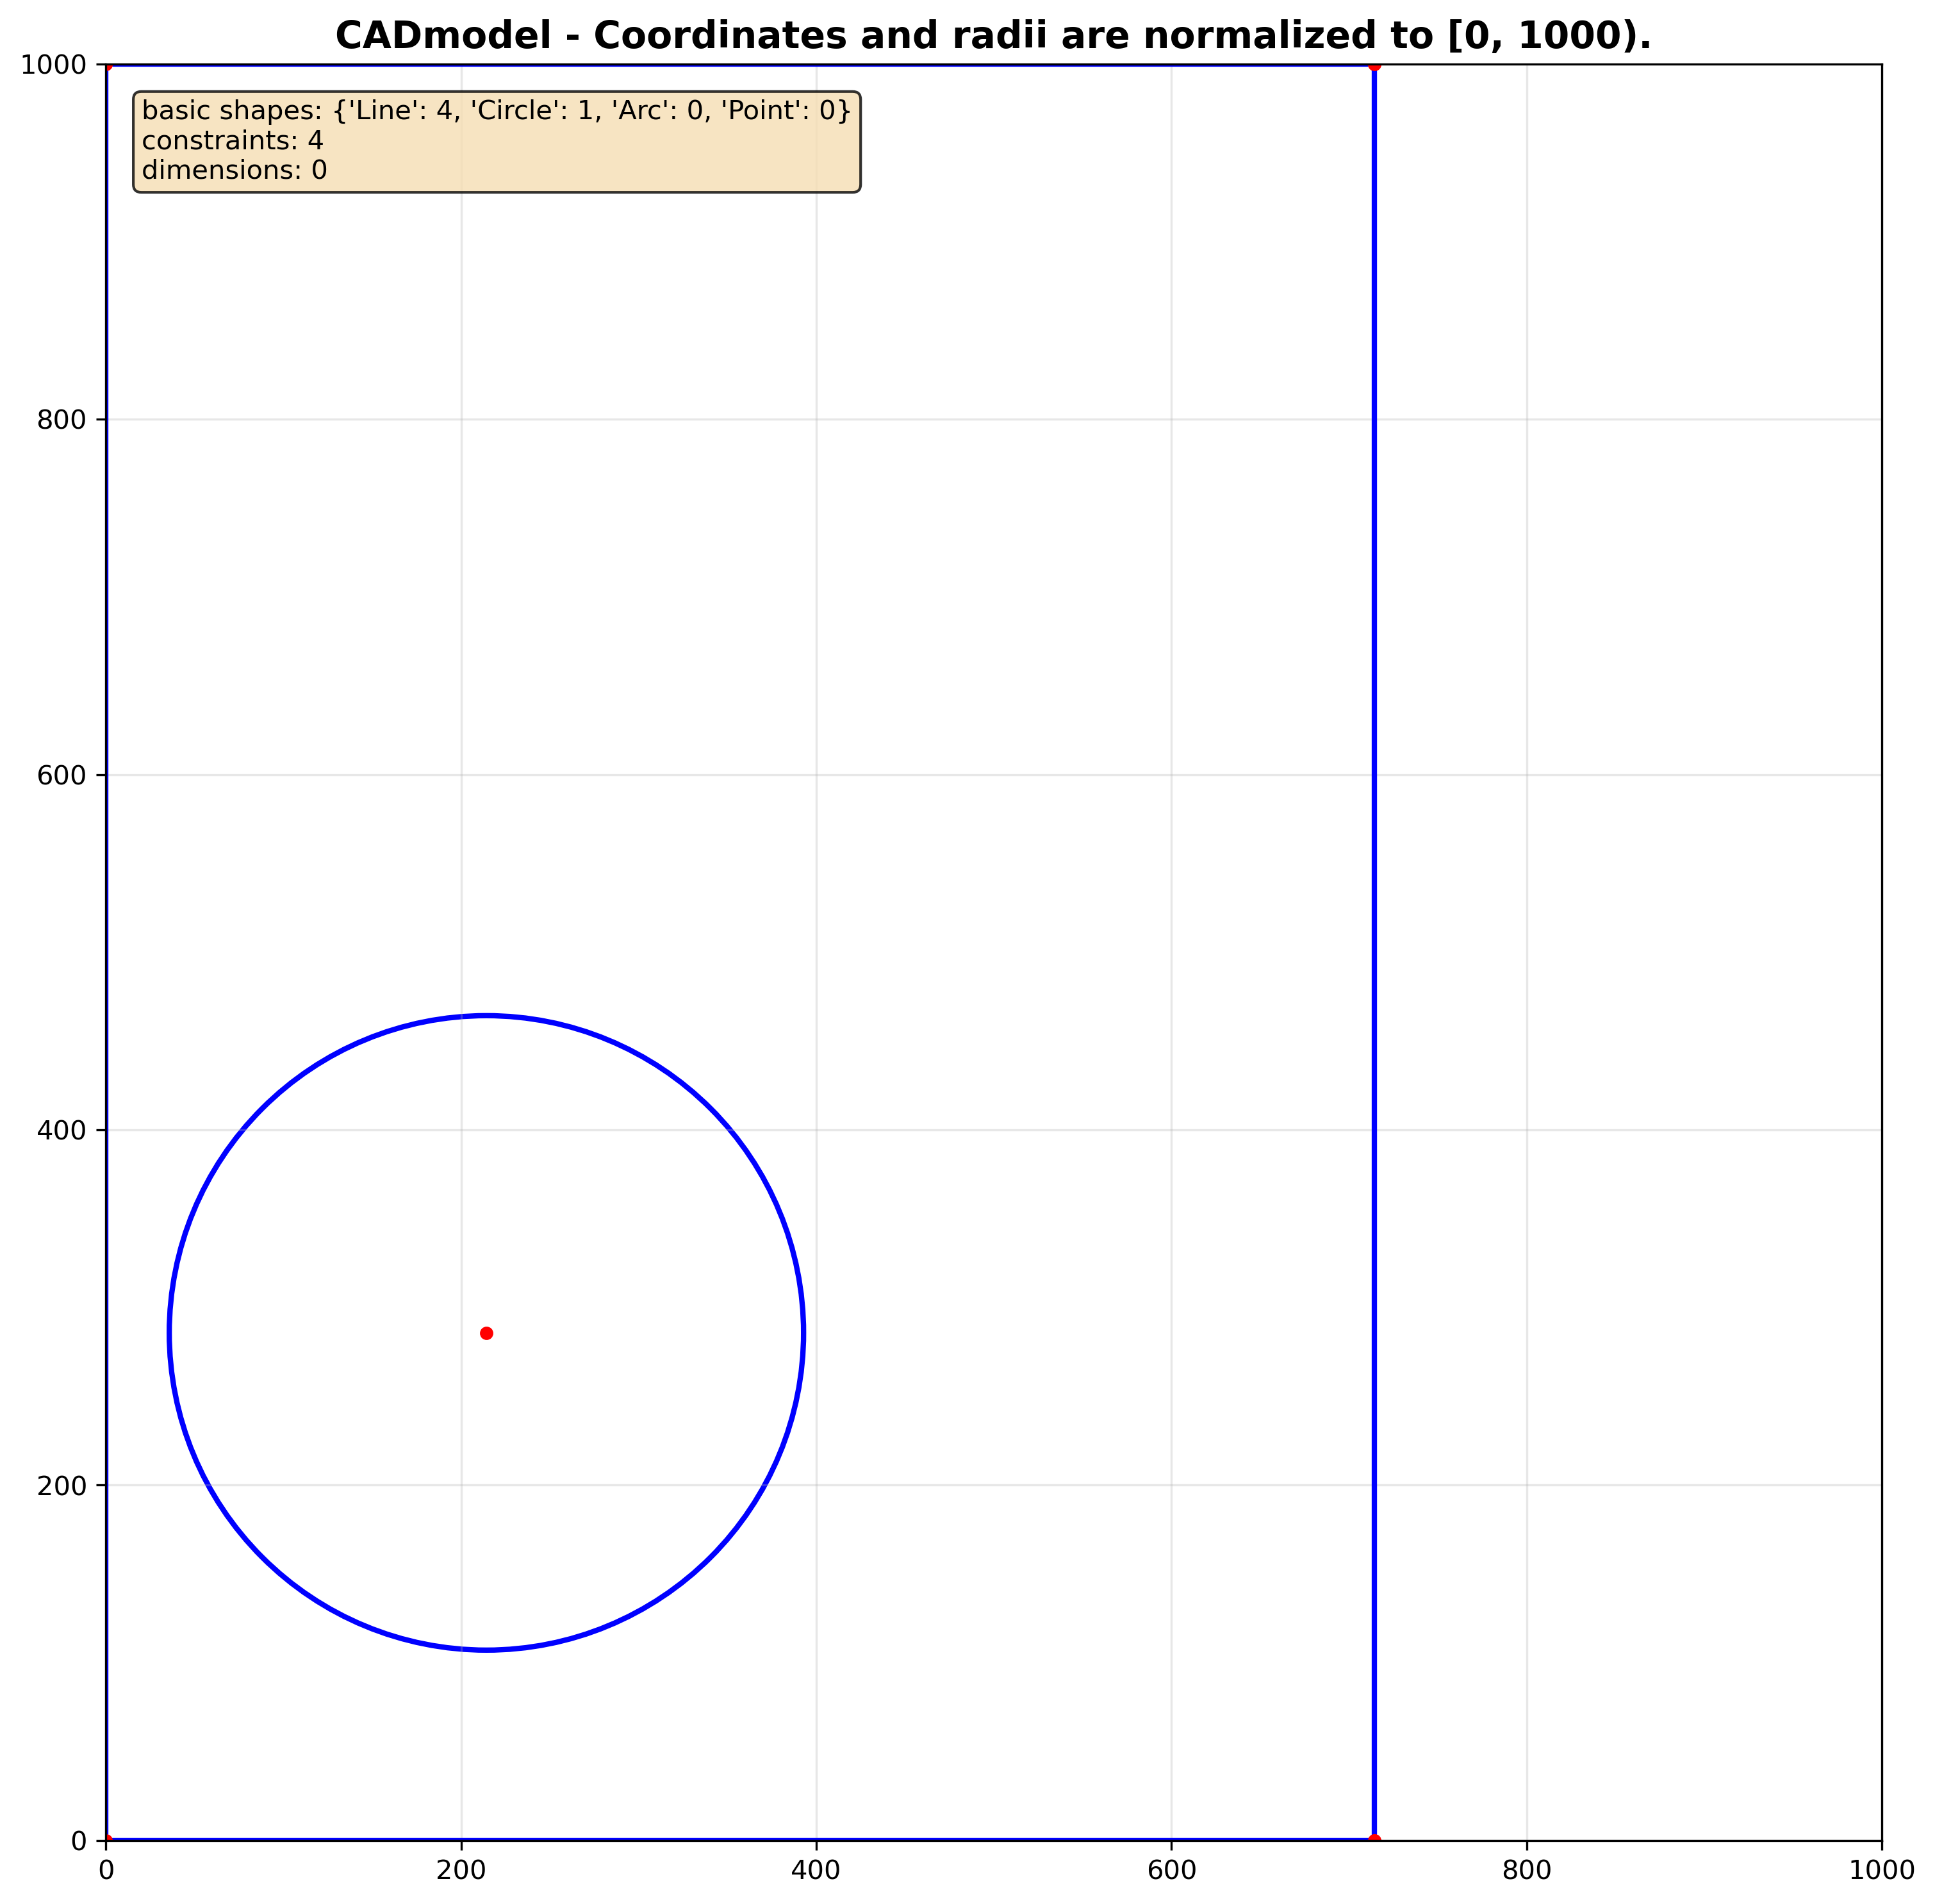 CADmodel - Coordinates and radii are normalized to [0, 1000).
1000
basic shapes: {'Line': 4, 'Circle': 1, 'Arc': 0, 'Point': 0}
constraints: 4
dimensions: 0
800
600
400
200
0
0 200 400 600 800 1000